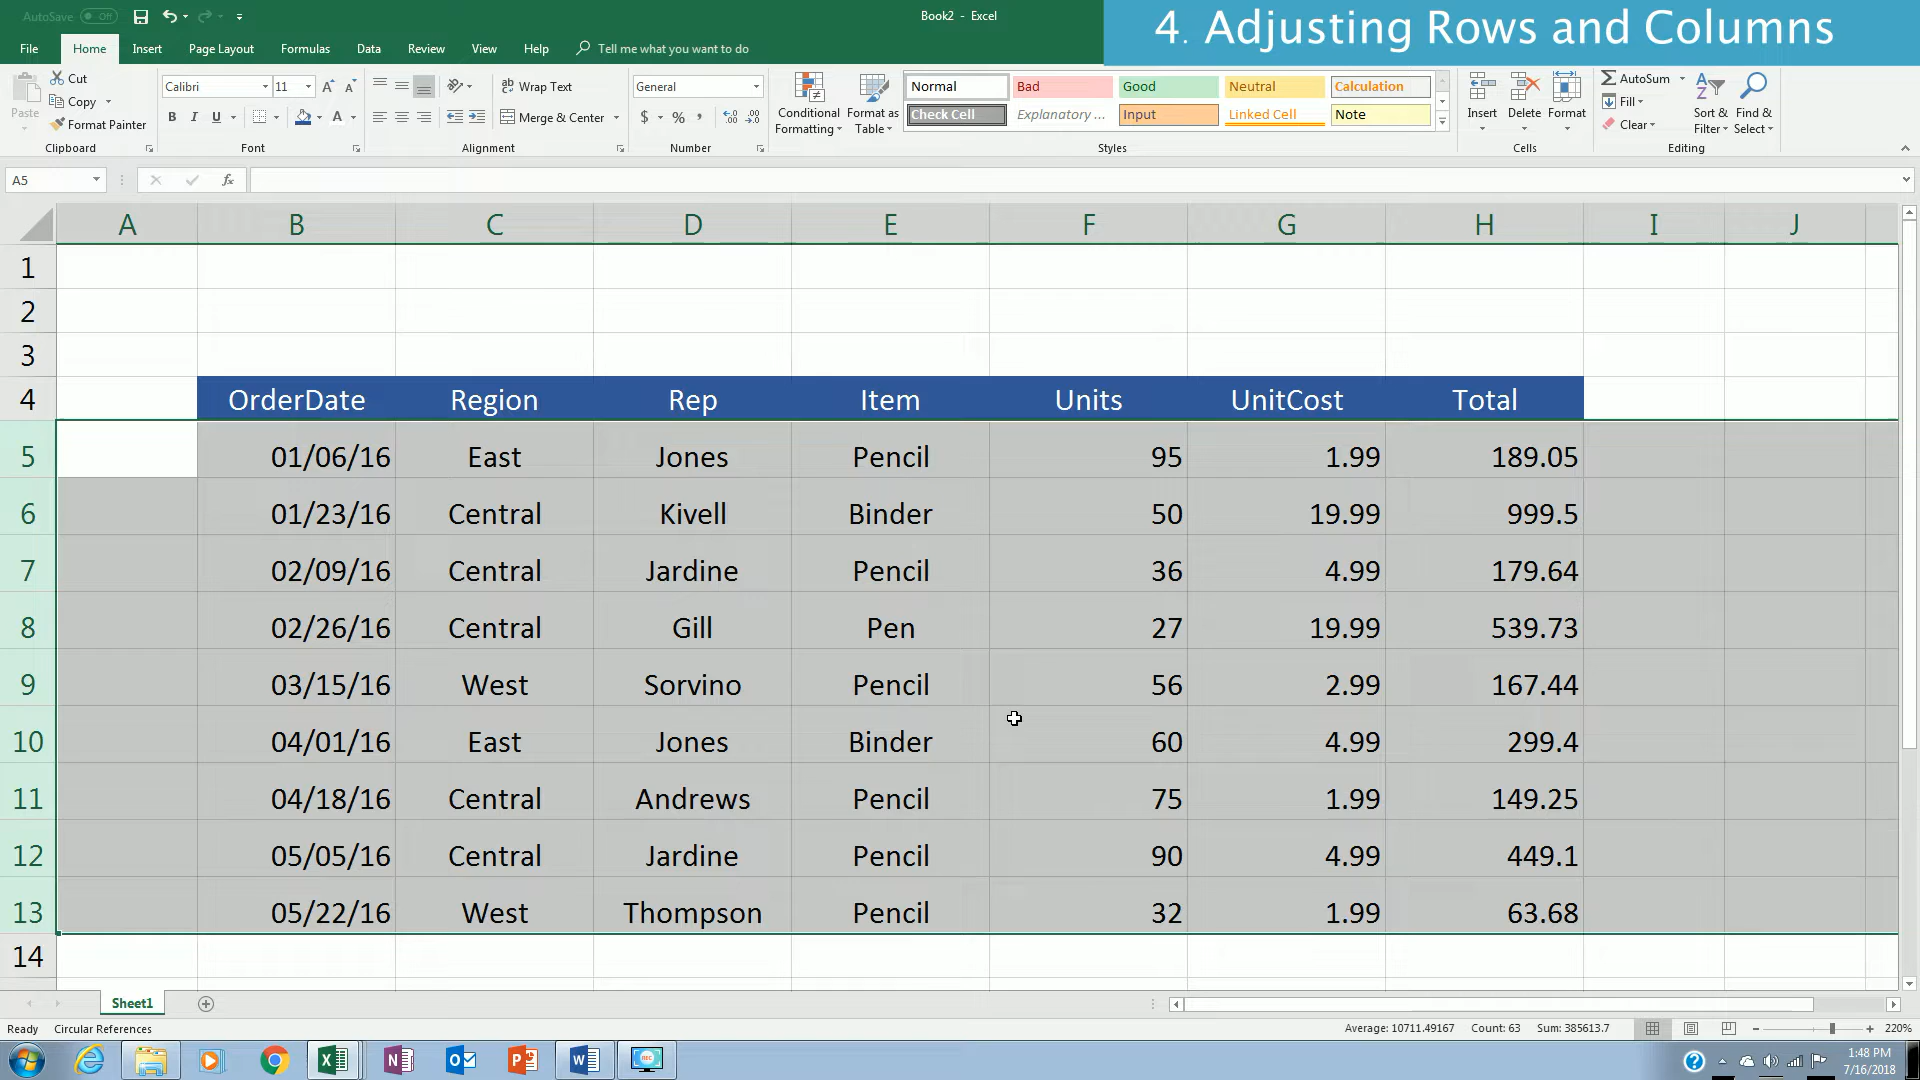 AutoSave Off
Book2 - Excel
4. Adjusting Rows and Columns
File Home Insert Page Layout Formulas Data Review View Help Tell me what you want to do
Paste
Cut
Copy
Format Painter
Clipboard
Calibri 11
B I U
Font
Wrap Text
Merge & Center
Alignment
General
$ % ,
Number
Conditional Formatting
Format as Table
Normal Bad Good Neutral Calculation
Check Cell Explanatory ... Input Linked Cell Note
Styles
Insert Delete Format
Cells
AutoSum
Fill
Clear
Sort & Filter
Find & Select
Editing
A5 fx
A B C D E F G H I J
1
2
3
4 OrderDate Region Rep Item Units UnitCost Total
5 01/06/16 East Jones Pencil 95 1.99 189.05
6 01/23/16 Central Kivell Binder 50 19.99 999.5
7 02/09/16 Central Jardine Pencil 36 4.99 179.64
8 02/26/16 Central Gill Pen 27 19.99 539.73
9 03/15/16 West Sorvino Pencil 56 2.99 167.44
10 04/01/16 East Jones Binder 60 4.99 299.4
11 04/18/16 Central Andrews Pencil 75 1.99 149.25
12 05/05/16 Central Jardine Pencil 90 4.99 449.1
13 05/22/16 West Thompson Pencil 32 1.99 63.68
14
Sheet1
Ready Circular References Average: 10711.49167 Count: 63 Sum: 385613.7 220%
1:48 PM
7/16/2018